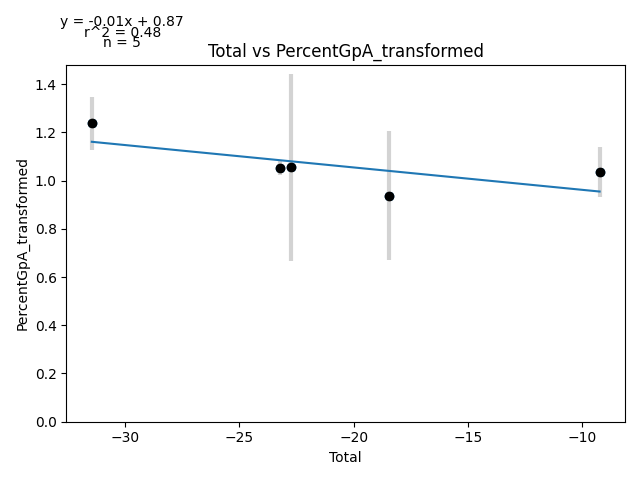 y = -0.01x + 0.87
r^2 = 0.48
n = 5
Total vs PercentGpA_transformed
1.4
1.2
1.0
0.8
0.6
0.4
0.2
0.0
PercentGpA_transformed
−30
−25
−20
−15
−10
Total